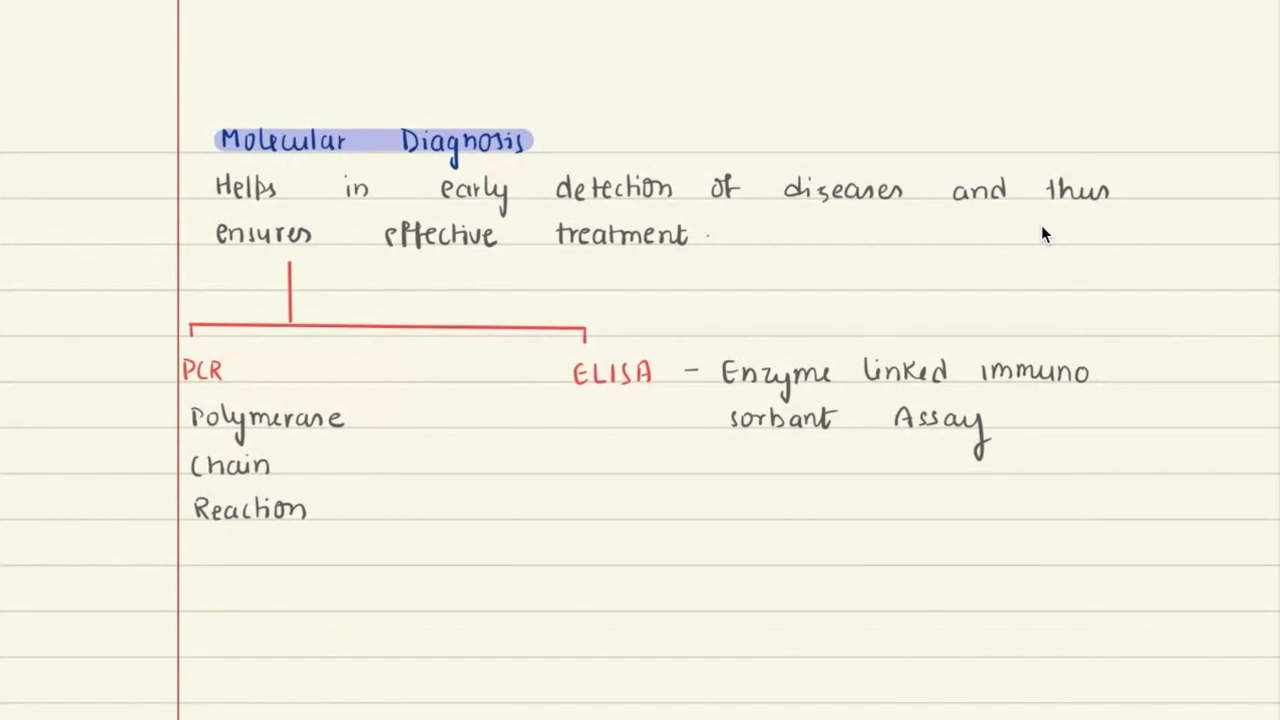 Molecular Diagnosis
Helps in early detection of diseases and thus
ensures effective treatment.
PCR
ELISA - Enzyme linked immuno
sorbant Assay
Polymerase
Chain
Reaction